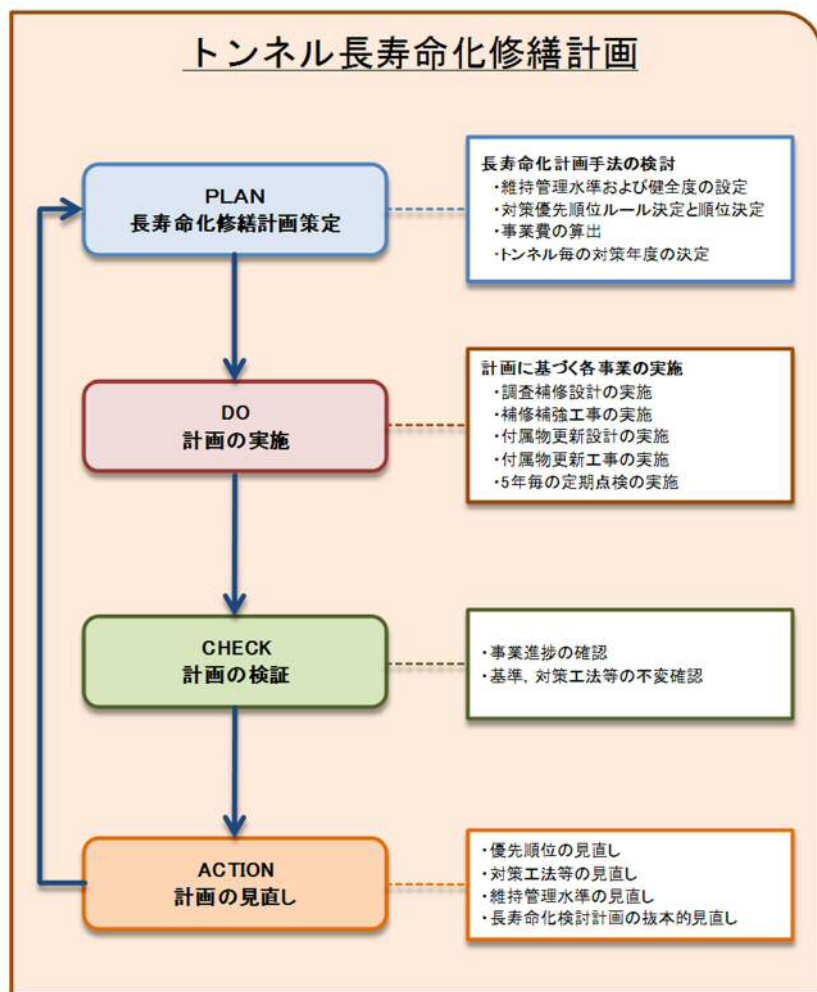 トンネル長寿命化修繕計画
PLAN
長寿命化修繕計画策定
長寿命化計画手法の検討
・維持管理水準および健全度の設定
・対策優先順位ルール決定と順位決定
・事業費の算出
・トンネル毎の対策年度の決定
DO
計画の実施
計画に基づく各事業の実施
・調査補修設計の実施
・補修補強工事の実施
・付属物更新設計の実施
・付属物更新工事の実施
・5年毎の定期点検の実施
CHECK
計画の検証
・事業進捗の確認
・基準, 対策工法等の不変確認
ACTION
計画の見直し
・優先順位の見直し
・対策工法等の見直し
・維持管理水準の見直し
・長寿命化検討計画の抜本的見直し